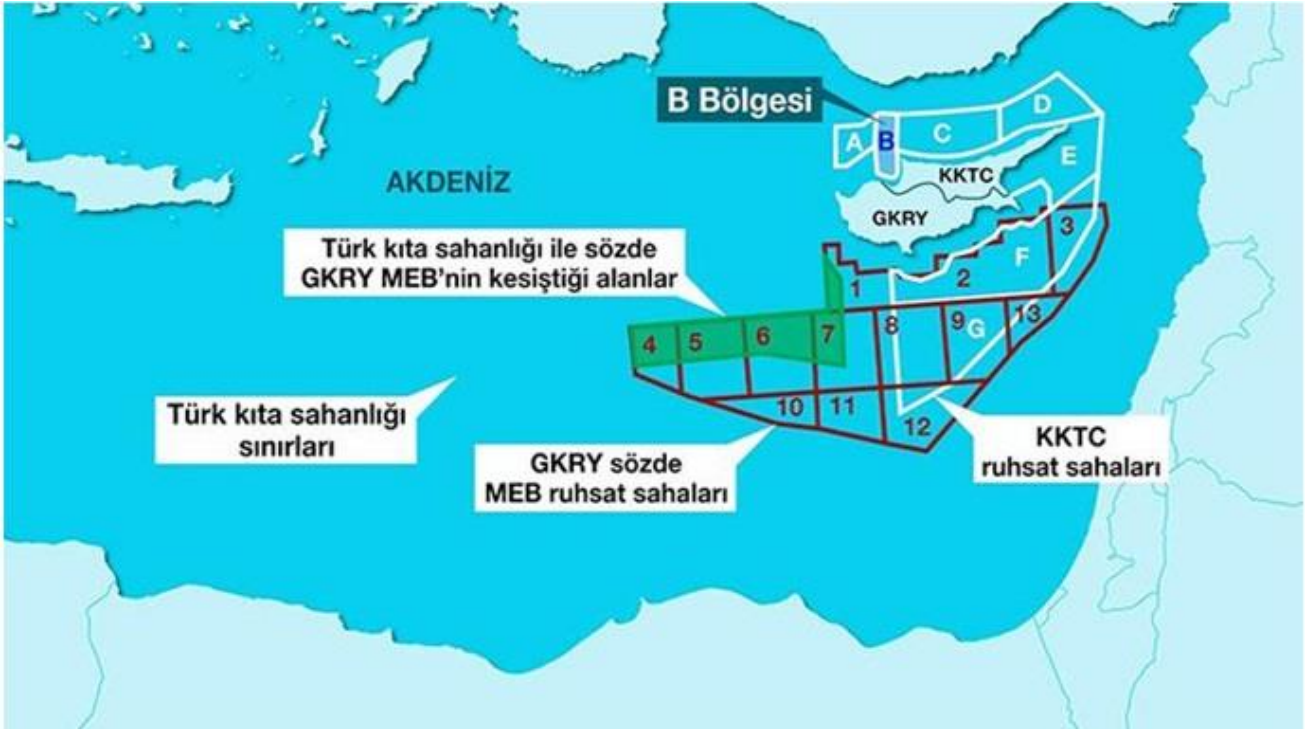 B Bölgesi
A
B
C
D
E
KKTC
GKRY
AKDENİZ
Türk kıta sahanlığı ile sözde
GKRY MEB'nin kesiştiği alanlar
1
2
3
F
4
5
6
7
8
9
G
13
10
11
12
Türk kıta sahanlığı
sınırları
GKRY sözde
MEB ruhsat sahaları
KKTC
ruhsat sahaları